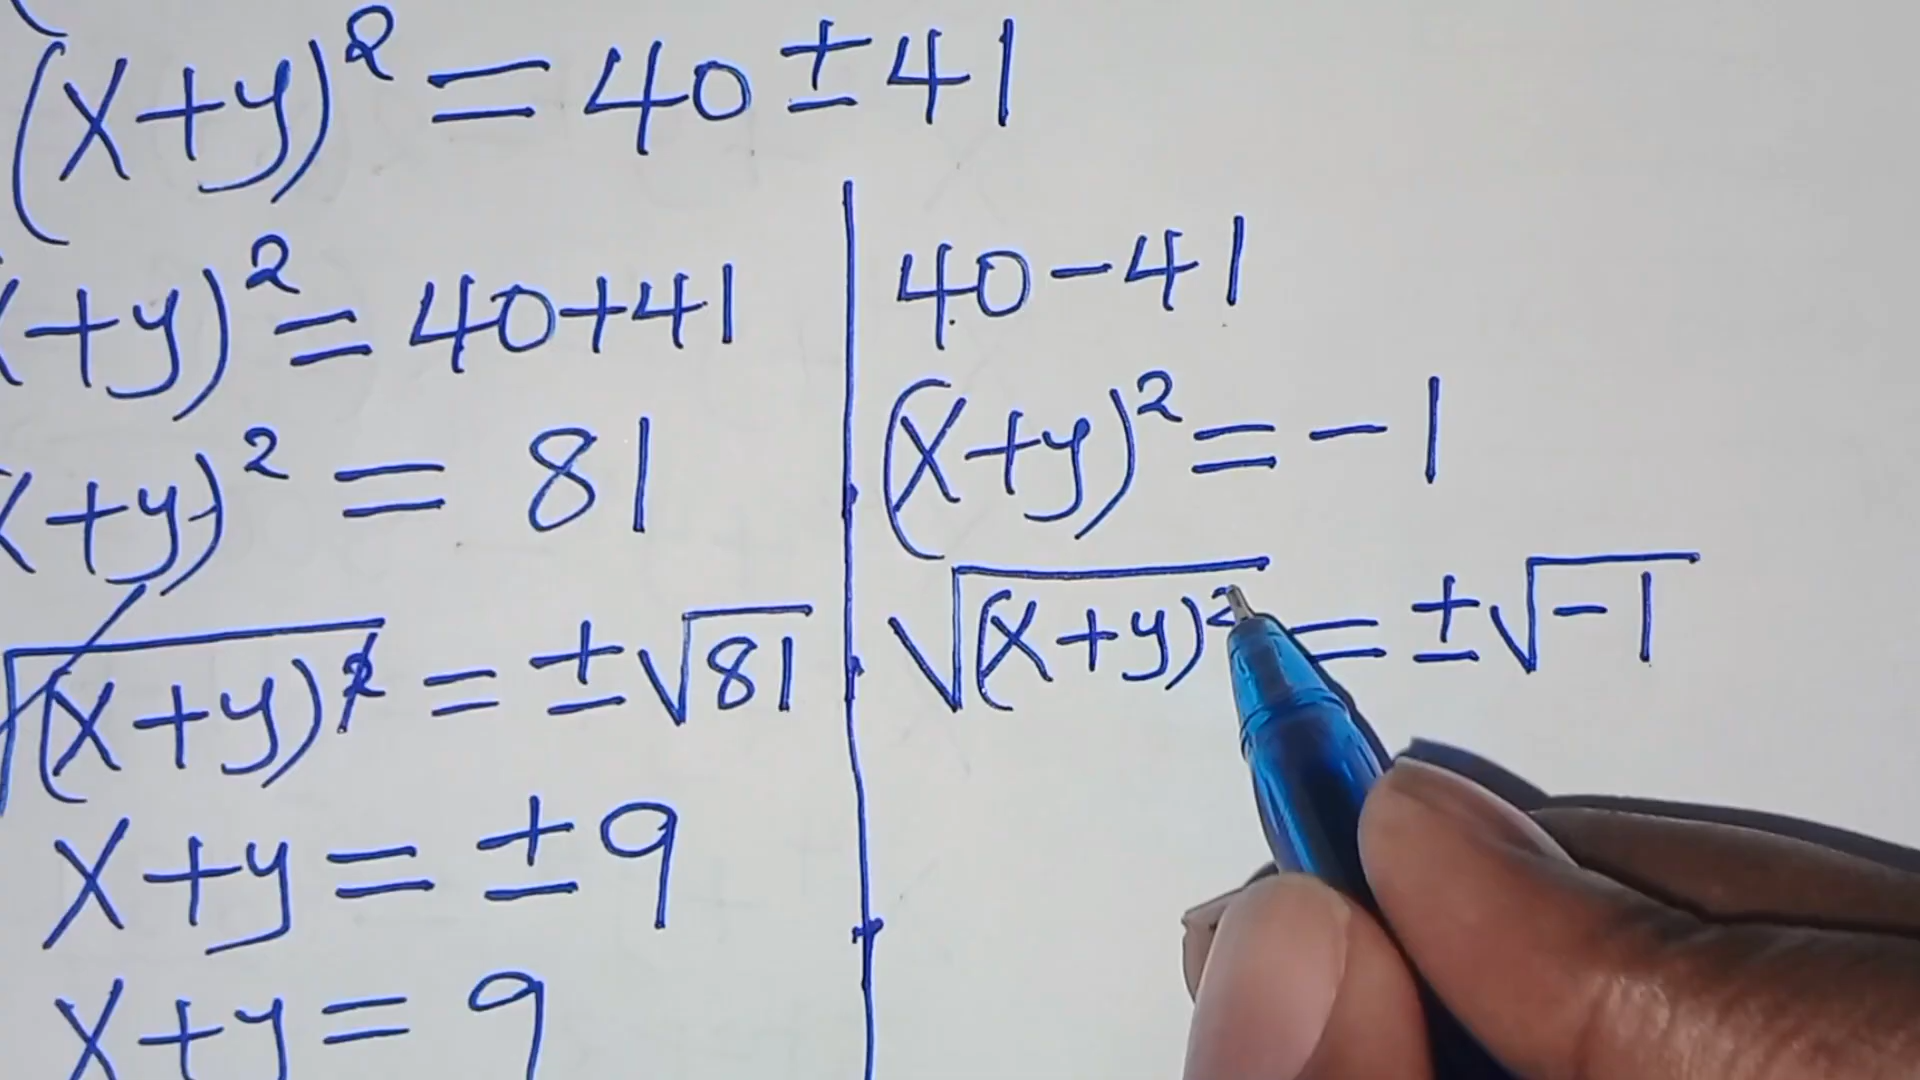 (x+y)² = 40 ± 41
+y)² = 40+41
+y)² = 81
√(x+y)² = ±√81
x+y = ±9
x+y = 9
40-41
(x+y)² = -1
√(x+y)² = ±√-1